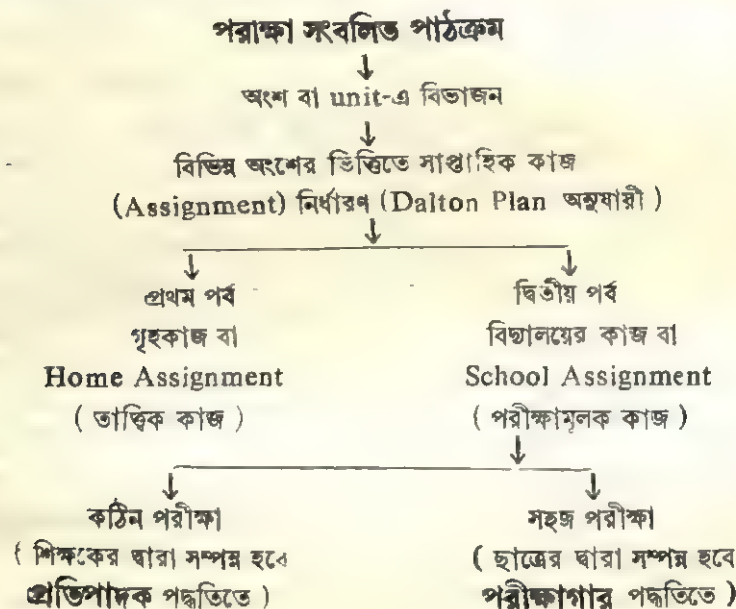 পরীক্ষা সংবলিত পাঠক্রম
অংশ বা unit-এ বিভাজন
বিভিন্ন অংশের ভিত্তিতে সাপ্তাহিক কাজ
(Assignment) নির্ধারণ (Dalton Plan অনুযায়ী)
প্রথম পর্ব
গৃহকাজ বা
Home Assignment
( তাত্ত্বিক কাজ )
দ্বিতীয় পর্ব
বিদ্যালয়ের কাজ বা
School Assignment
( পরীক্ষামূলক কাজ )
কঠিন পরীক্ষা
( শিক্ষকের দ্বারা সম্পন্ন হবে
প্রতিপাদক পদ্ধতিতে )
সহজ পরীক্ষা
( ছাত্রের দ্বারা সম্পন্ন হবে
পরীক্ষাগার পদ্ধতিতে )